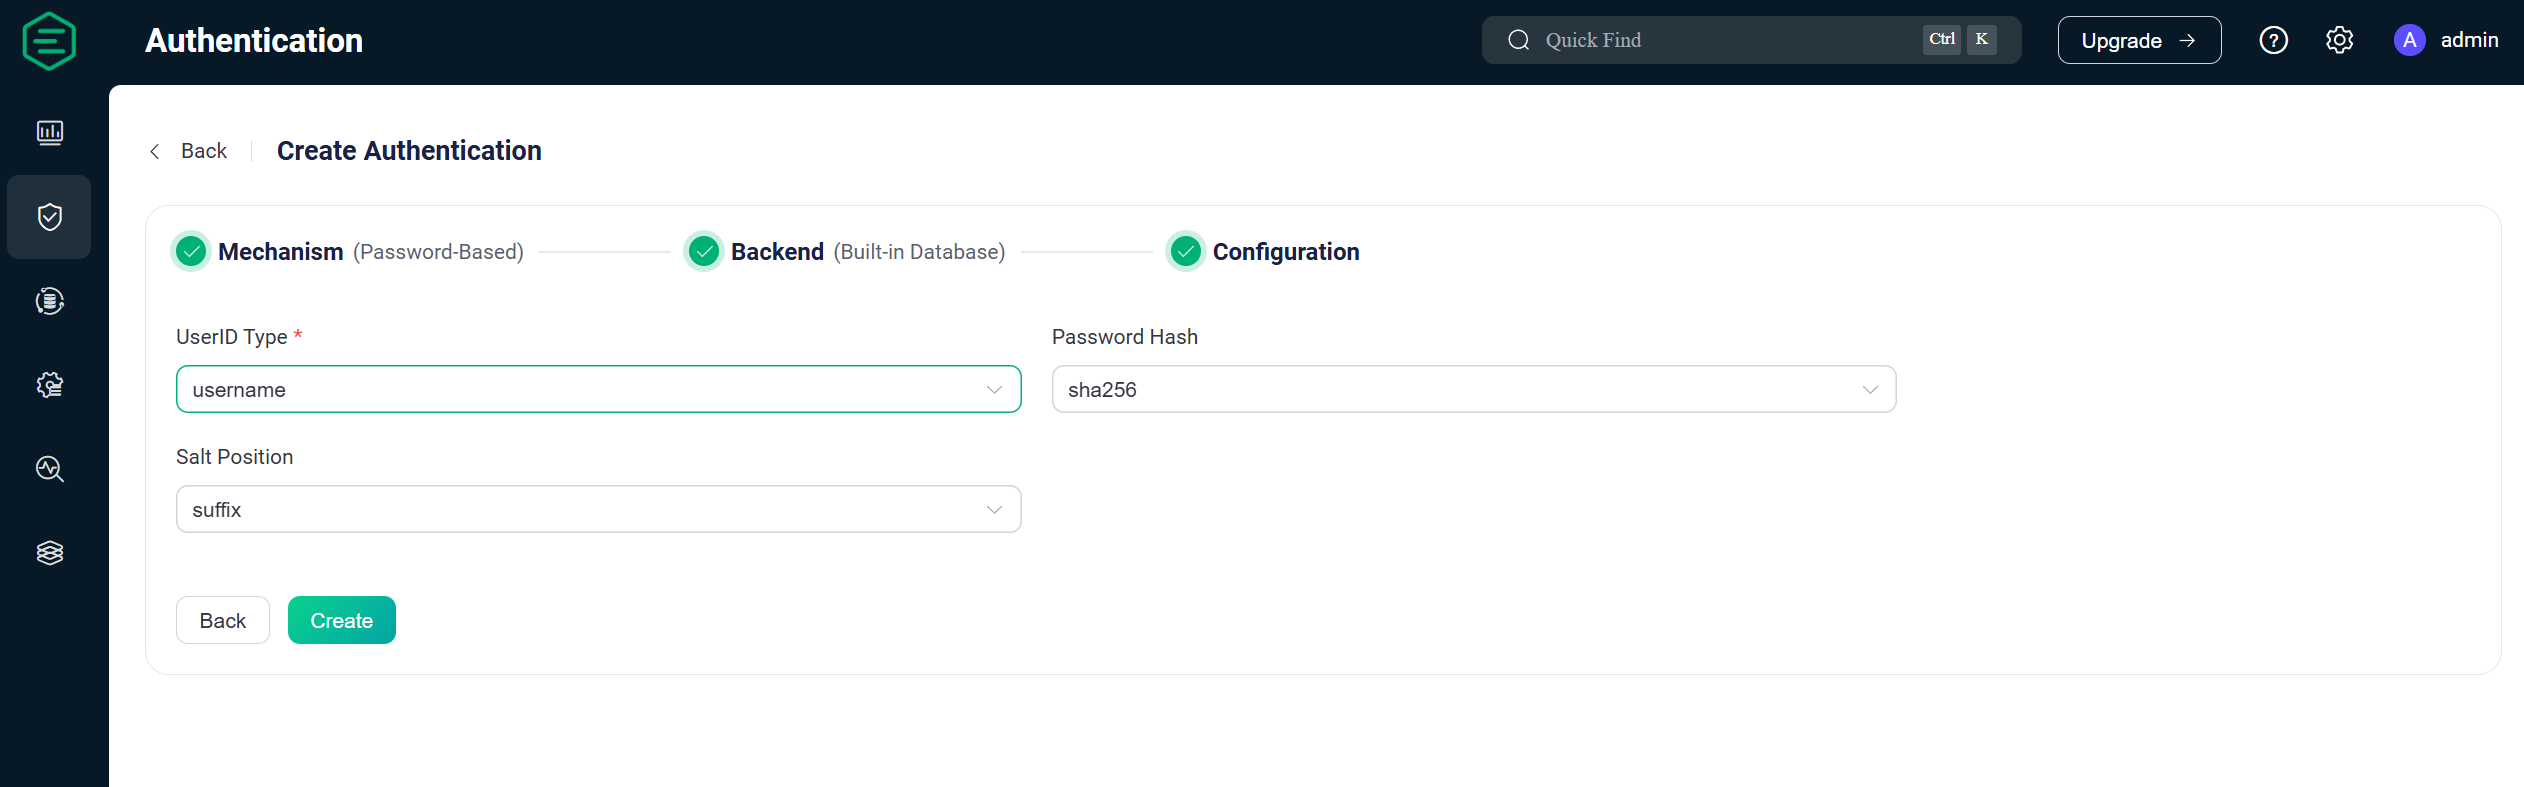 Authentication
Quick Find
Ctrl K
Upgrade
A admin
Back
Create Authentication
Mechanism (Password-Based)
Backend (Built-in Database)
Configuration
UserID Type *
Password Hash
username
sha256
Salt Position
suffix
Back
Create